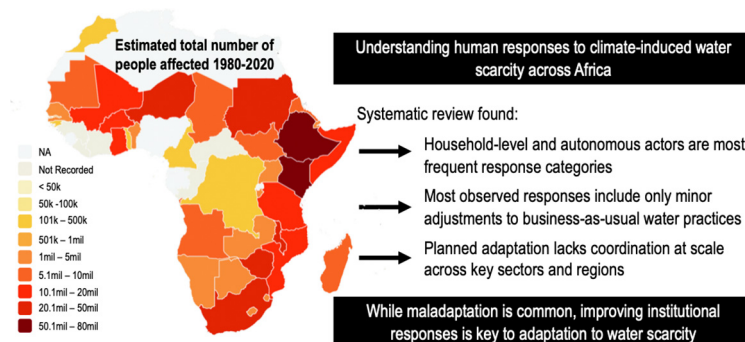 Estimated total number of
people affected 1980-2020
NA
Not Recorded
< 50k
50k -100k
101k – 500k
501k – 1mil
1mil – 5mil
5.1mil – 10mil
10.1mil – 20mil
20.1mil – 50mil
50.1mil – 80mil
Understanding human responses to climate-induced water
scarcity across Africa
Systematic review found:
Household-level and autonomous actors are most
frequent response categories
Most observed responses include only minor
adjustments to business-as-usual water practices
Planned adaptation lacks coordination at scale
across key sectors and regions
While maladaptation is common, improving institutional
responses is key to adaptation to water scarcity